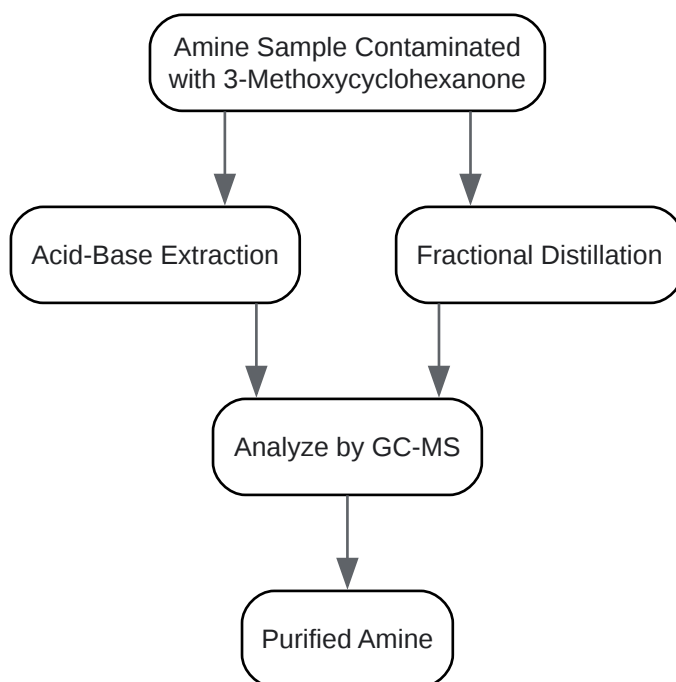 Amine Sample Contaminated
with 3-Methoxycyclohexanone
Acid-Base Extraction
Fractional Distillation
Analyze by GC-MS
Purified Amine